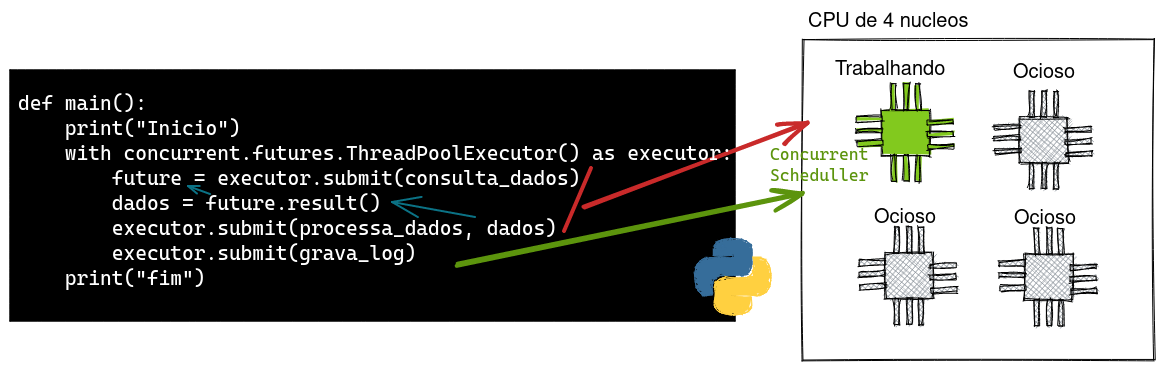 CPU de 4 nucleos
def main():
    print("Inicio")
    with concurrent.futures.ThreadPoolExecutor() as executor:
        future = executor.submit(consulta_dados)
        dados = future.result()
        executor.submit(processa_dados, dados)
        executor.submit(grava_log)
    print("fim")
Concurrent
Scheduller
Trabalhando
Ocioso
Ocioso
Ocioso